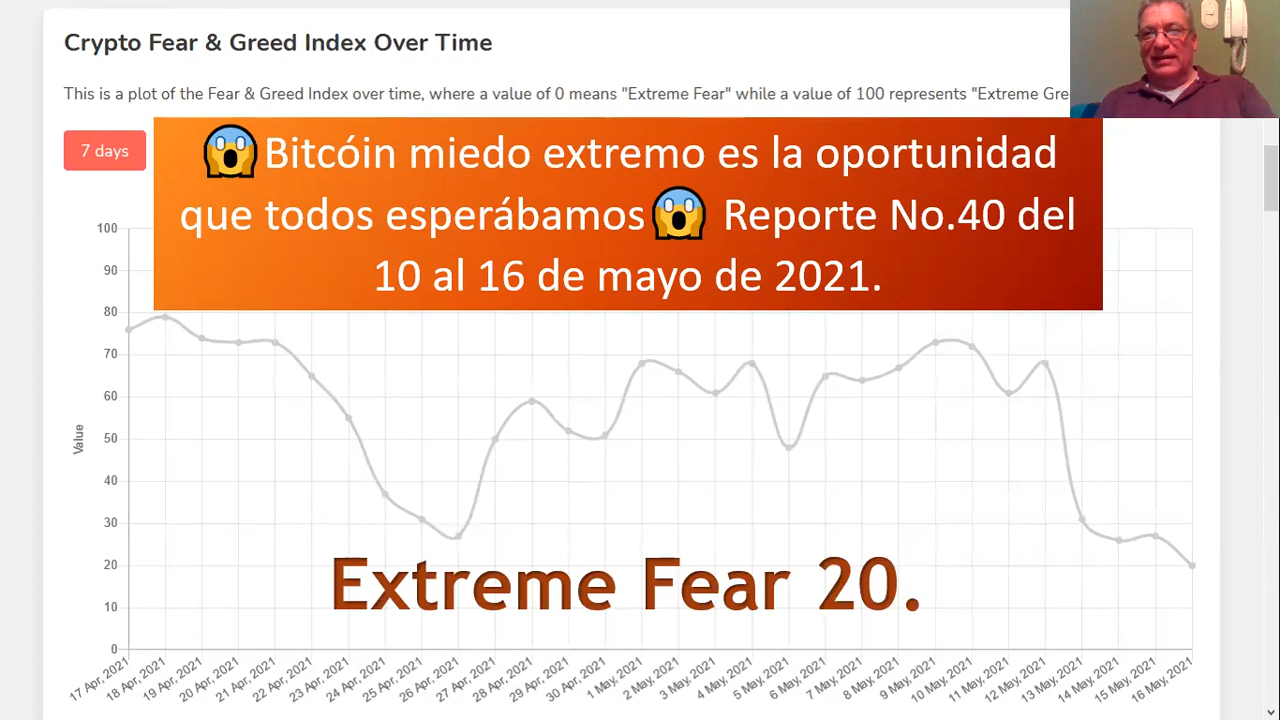 Crypto Fear & Greed Index Over Time
This is a plot of the Fear & Greed Index over time, where a value of 0 means "Extreme Fear" while a value of 100 represents "Extreme Gre
7 days
😱Bitcóin miedo extremo es la oportunidad
que todos esperábamos😱 Reporte No.40 del
10 al 16 de mayo de 2021.
100
90
80
70
60
50
40
30
20
10
0
Value
Extreme Fear 20.
17 Apr, 2021
18 Apr, 2021
19 Apr, 2021
20 Apr, 2021
21 Apr, 2021
22 Apr, 2021
23 Apr, 2021
24 Apr, 2021
25 Apr, 2021
26 Apr, 2021
27 Apr, 2021
28 Apr, 2021
29 Apr, 2021
30 Apr, 2021
1 May, 2021
2 May, 2021
3 May, 2021
4 May, 2021
5 May, 2021
6 May, 2021
7 May, 2021
8 May, 2021
9 May, 2021
10 May, 2021
11 May, 2021
12 May, 2021
13 May, 2021
14 May, 2021
15 May, 2021
16 May, 2021